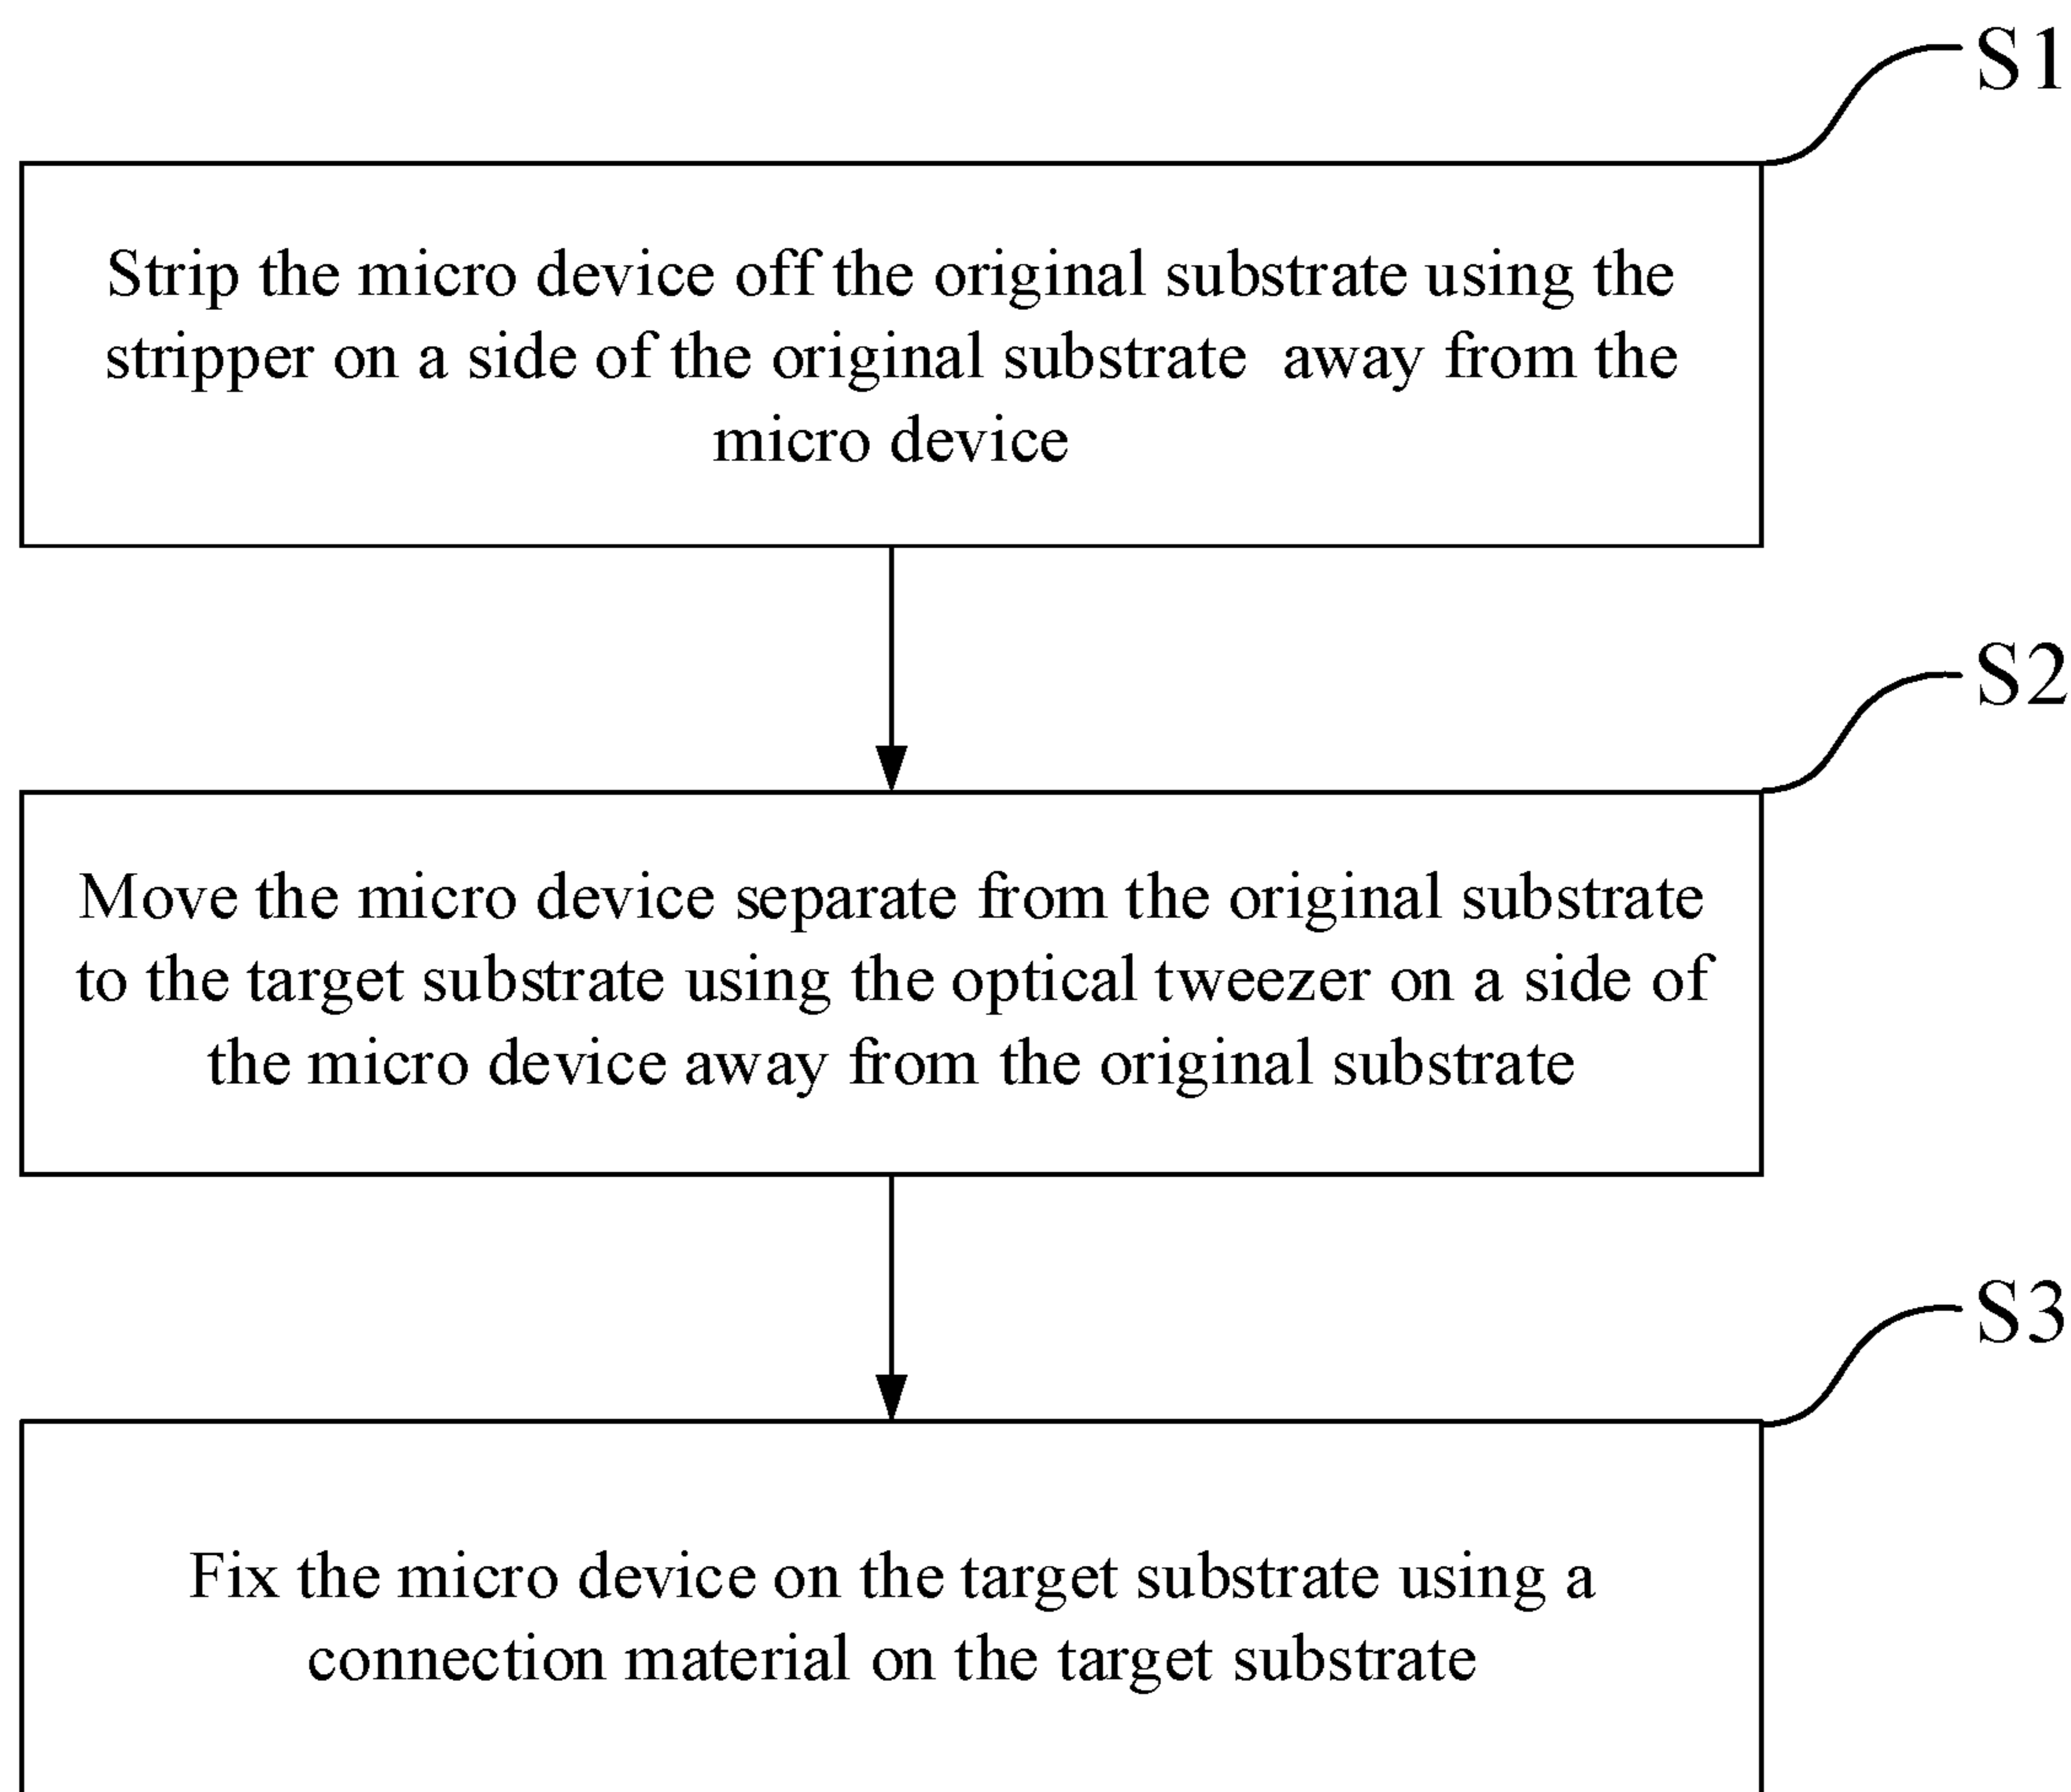 S1
Strip the micro device off the original substrate using the
stripper on a side of the original substrate away from the
micro device
S2
Move the micro device separate from the original substrate
to the target substrate using the optical tweezer on a side of
the micro device away from the original substrate
S3
Fix the micro device on the target substrate using a
connection material on the target substrate